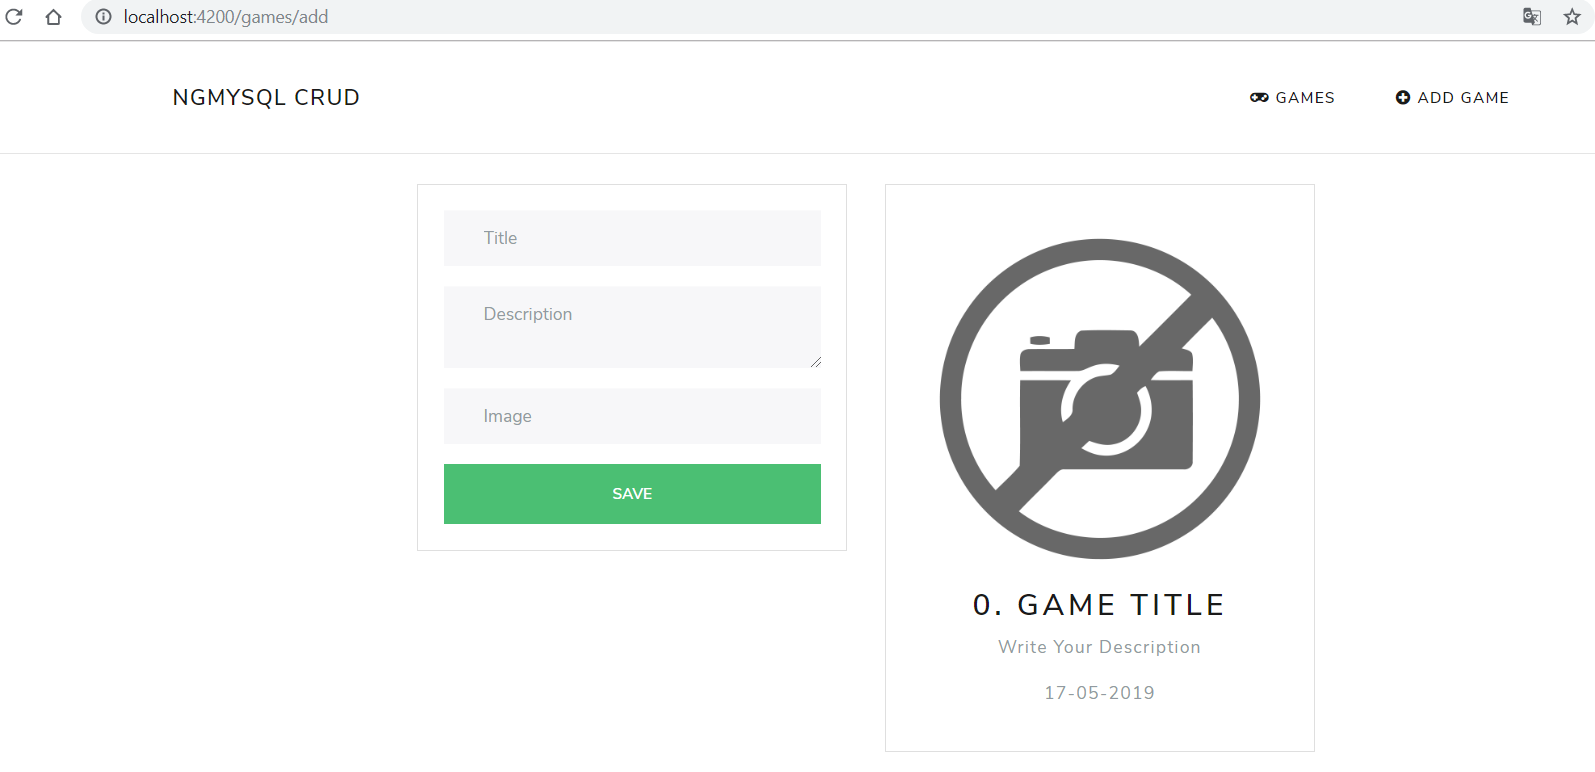 localhost:4200/games/add
NGMYSQL CRUD
GAMES
ADD GAME
Title
Description
Image
SAVE
0. GAME TITLE
Write Your Description
17-05-2019